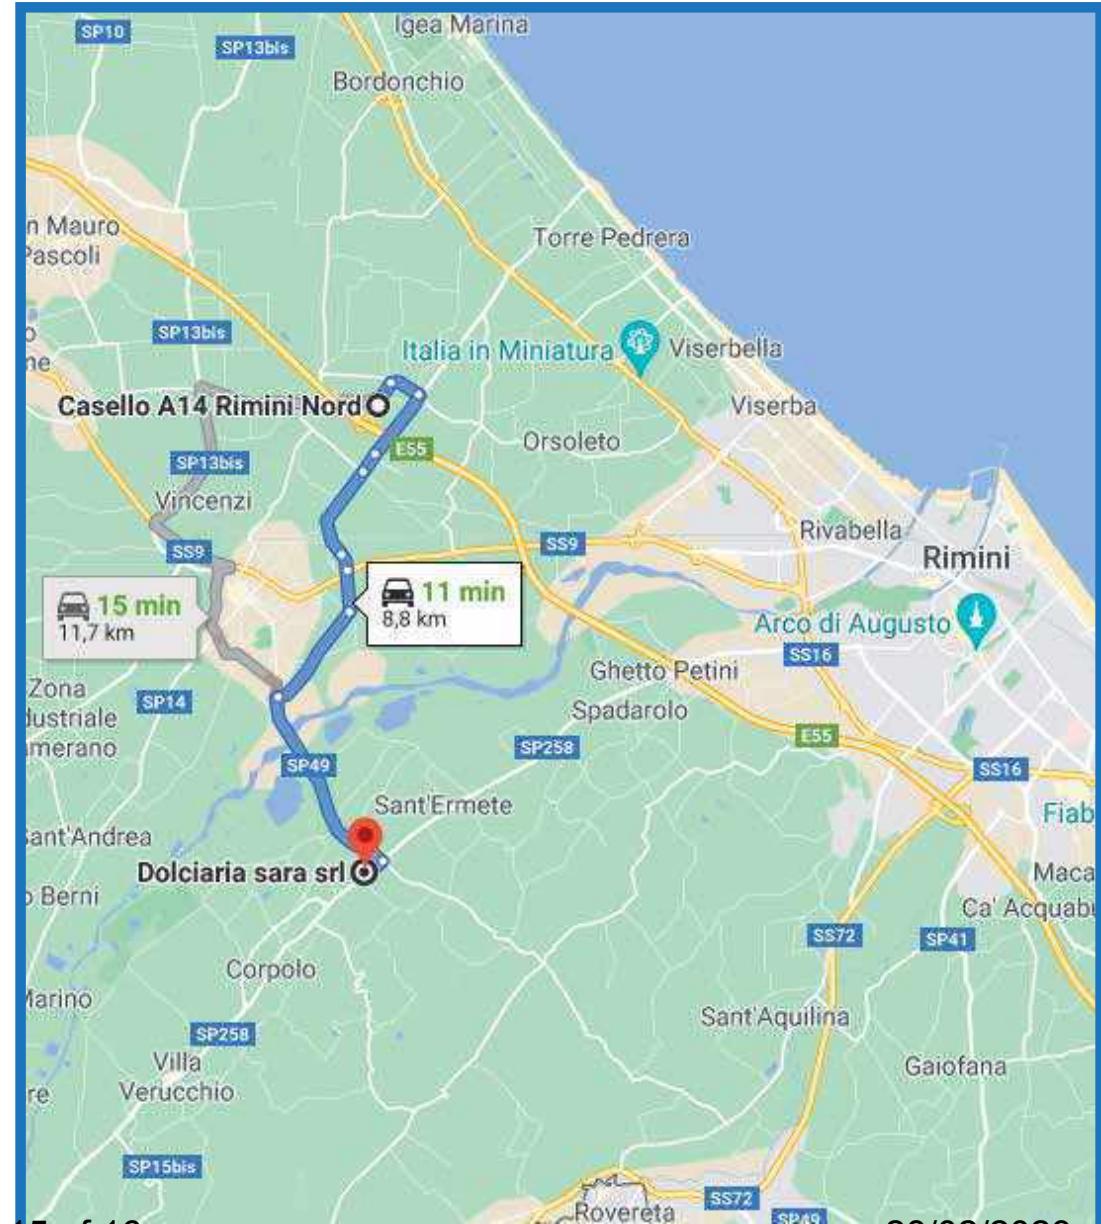 Igea Marina
SP10
SP13bis
Bordonchio
n Mauro
Pascoli
Torre Pedrera
SP13bis
Italia in Miniatura
Viserbella
Casello A14 Rimini Nord
Viserba
E55
Orsoleto
SP13bis
Vincenzi
Rivabella
SS9
SS9
Rimini
15 min
11,7 km
11 min
8,8 km
Arco di Augusto
SS16
Ghetto Petini
Zona
dustriale
merano
SP14
Spadarolo
SP258
E55
SP49
SS16
Sant'Ermete
Fiab
ant'Andrea
Dolciaria sara srl
Maca
Berni
Ca' Acquab
SS72
SP41
Corpolo
Marino
Sant'Aquilina
SP258
Villa
Verucchio
Gaiofana
re
SP15bis
SS72
Rovereta
SP49